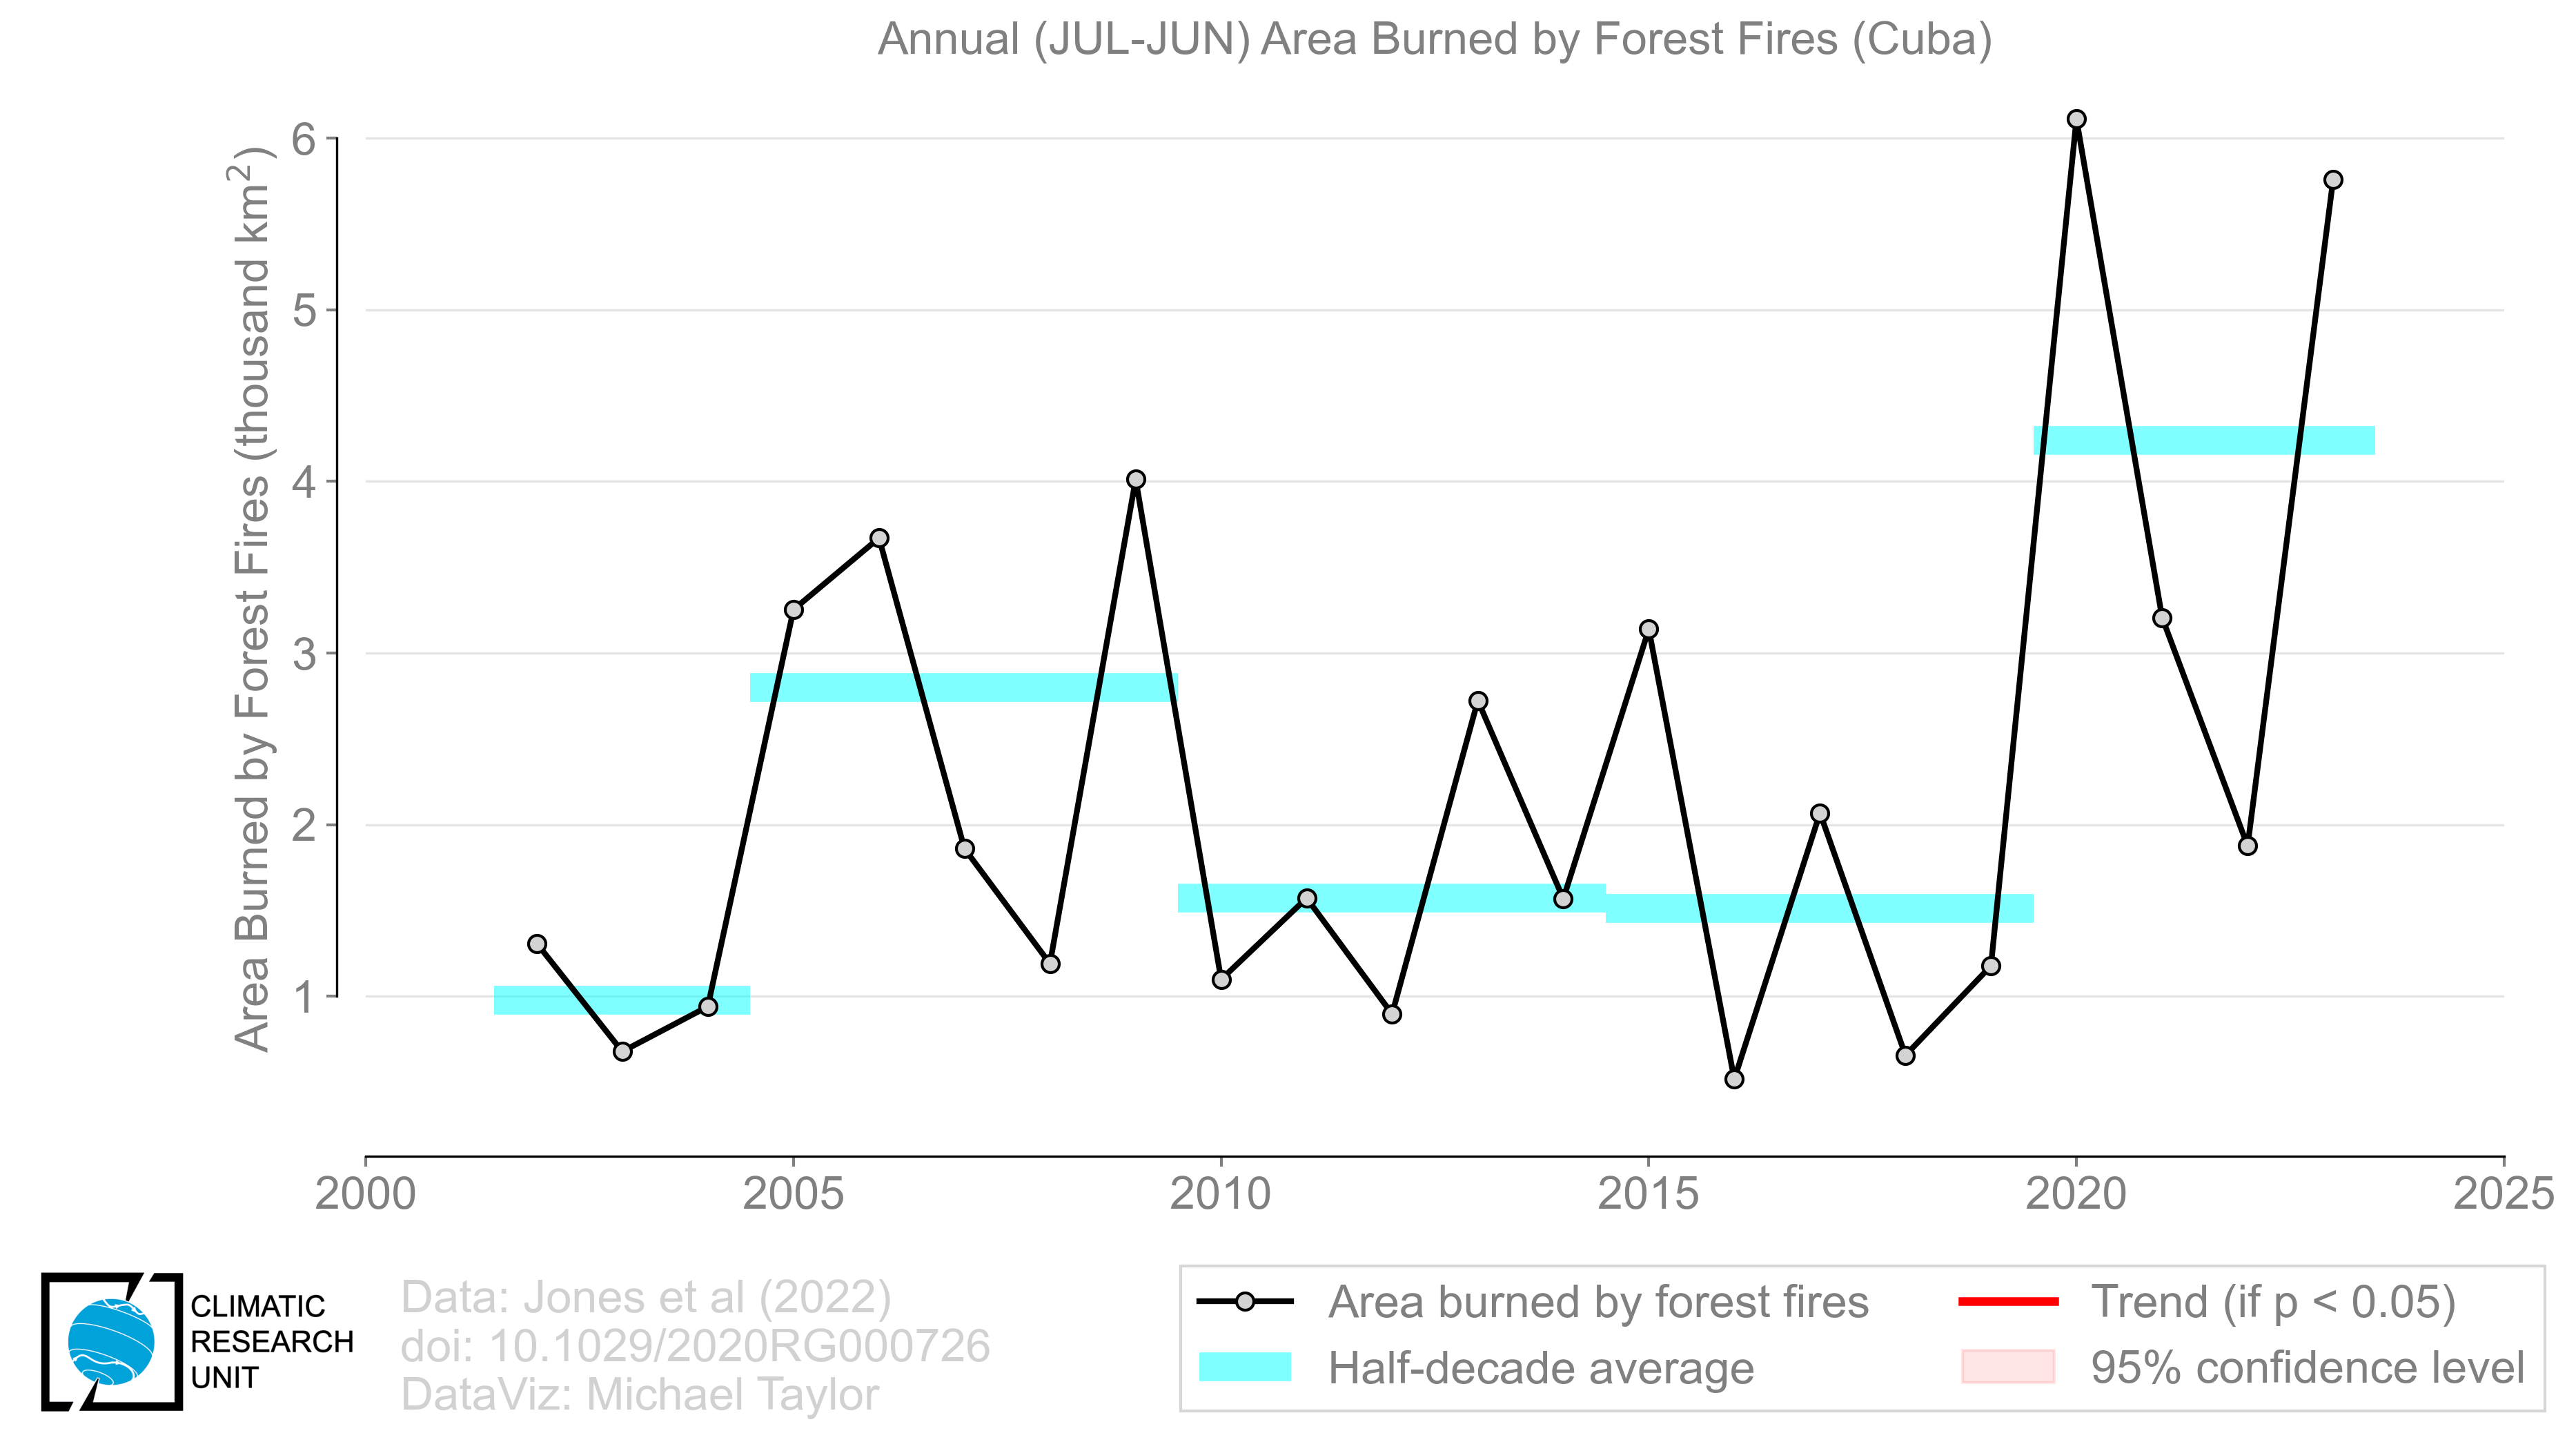 Annual (JUL-JUN) Area Burned by Forest Fires (Cuba)
Area Burned by Forest Fires (thousand km²)
6
5
4
3
2
1
2000 2005 2010 2015 2020 2025
CLIMATIC
RESEARCH
UNIT
Data: Jones et al (2022)
doi: 10.1029/2020RG000726
DataViz: Michael Taylor
Area burned by forest fires
Half-decade average
Trend (if p < 0.05)
95% confidence level